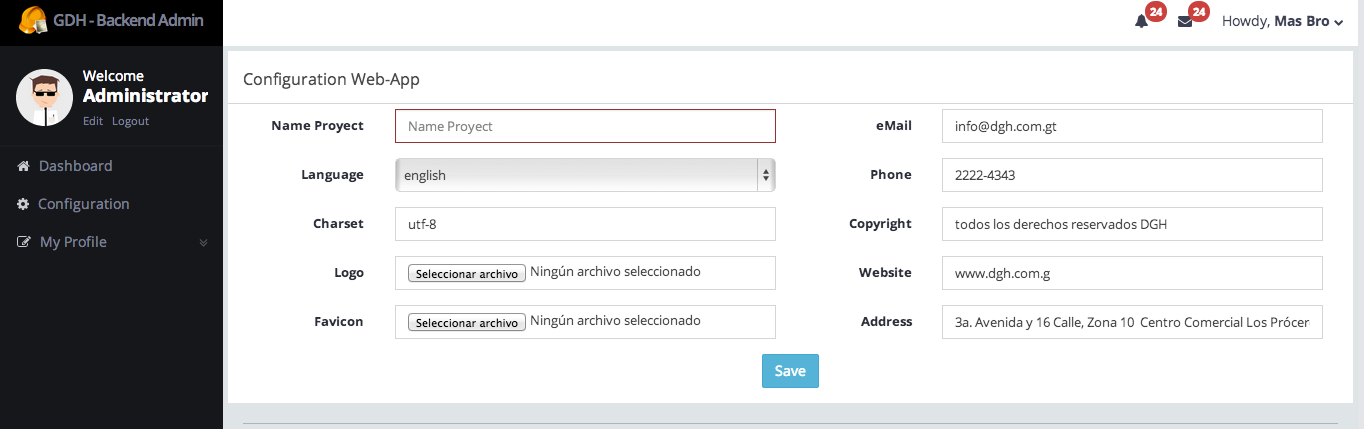 GDH - Backend Admin
24
24
Howdy, Mas Bro
Welcome
Administrator
Edit Logout
Dashboard
Configuration
My Profile
Configuration Web-App
Name Proyect
Name Proyect
eMail
info@dgh.com.gt
Language
english
Phone
2222-4343
Charset
utf-8
Copyright
todos los derechos reservados DGH
Logo
Seleccionar archivo Ningún archivo seleccionado
Website
www.dgh.com.g
Favicon
Seleccionar archivo Ningún archivo seleccionado
Address
3a. Avenida y 16 Calle, Zona 10 Centro Comercial Los Prócer
Save